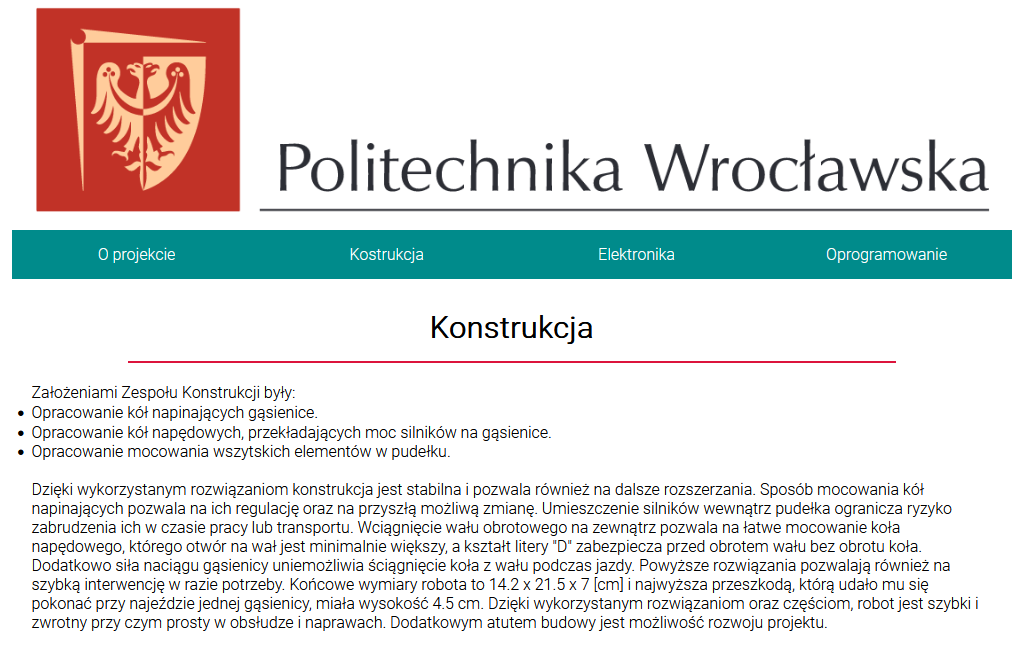 Politechnika Wrocławska
O projekcie Kostrukcja Elektronika Oprogramowanie
Konstrukcja
Założeniami Zespołu Konstrukcji były:
• Opracowanie kół napinających gąsienice.
• Opracowanie kół napędowych, przekładających moc silników na gąsienice.
• Opracowanie mocowania wszytskich elementów w pudełku.
Dzięki wykorzystanym rozwiązaniom konstrukcja jest stabilna i pozwala również na dalsze rozszerzania. Sposób mocowania kół
napinających pozwala na ich regulację oraz na przyszłą możliwą zmianę. Umieszczenie silników wewnątrz pudełka ogranicza ryzyko
zabrudzenia ich w czasie pracy lub transportu. Wciągnięcie wału obrotowego na zewnątrz pozwala na łatwe mocowanie koła
napędowego, którego otwór na wał jest minimalnie większy, a kształt litery "D" zabezpiecza przed obrotem wału bez obrotu koła.
Dodatkowo siła naciągu gąsienicy uniemożliwia ściągnięcie koła z wału podczas jazdy. Powyższe rozwiązania pozwalają również na
szybką interwencję w razie potrzeby. Końcowe wymiary robota to 14.2 x 21.5 x 7 [cm] i najwyższa przeszkodą, którą udało mu się
pokonać przy najeździe jednej gąsienicy, miała wysokość 4.5 cm. Dzięki wykorzystanym rozwiązaniom oraz częściom, robot jest szybki i
zwrotny przy czym prosty w obsłudze i naprawach. Dodatkowym atutem budowy jest możliwość rozwoju projektu.